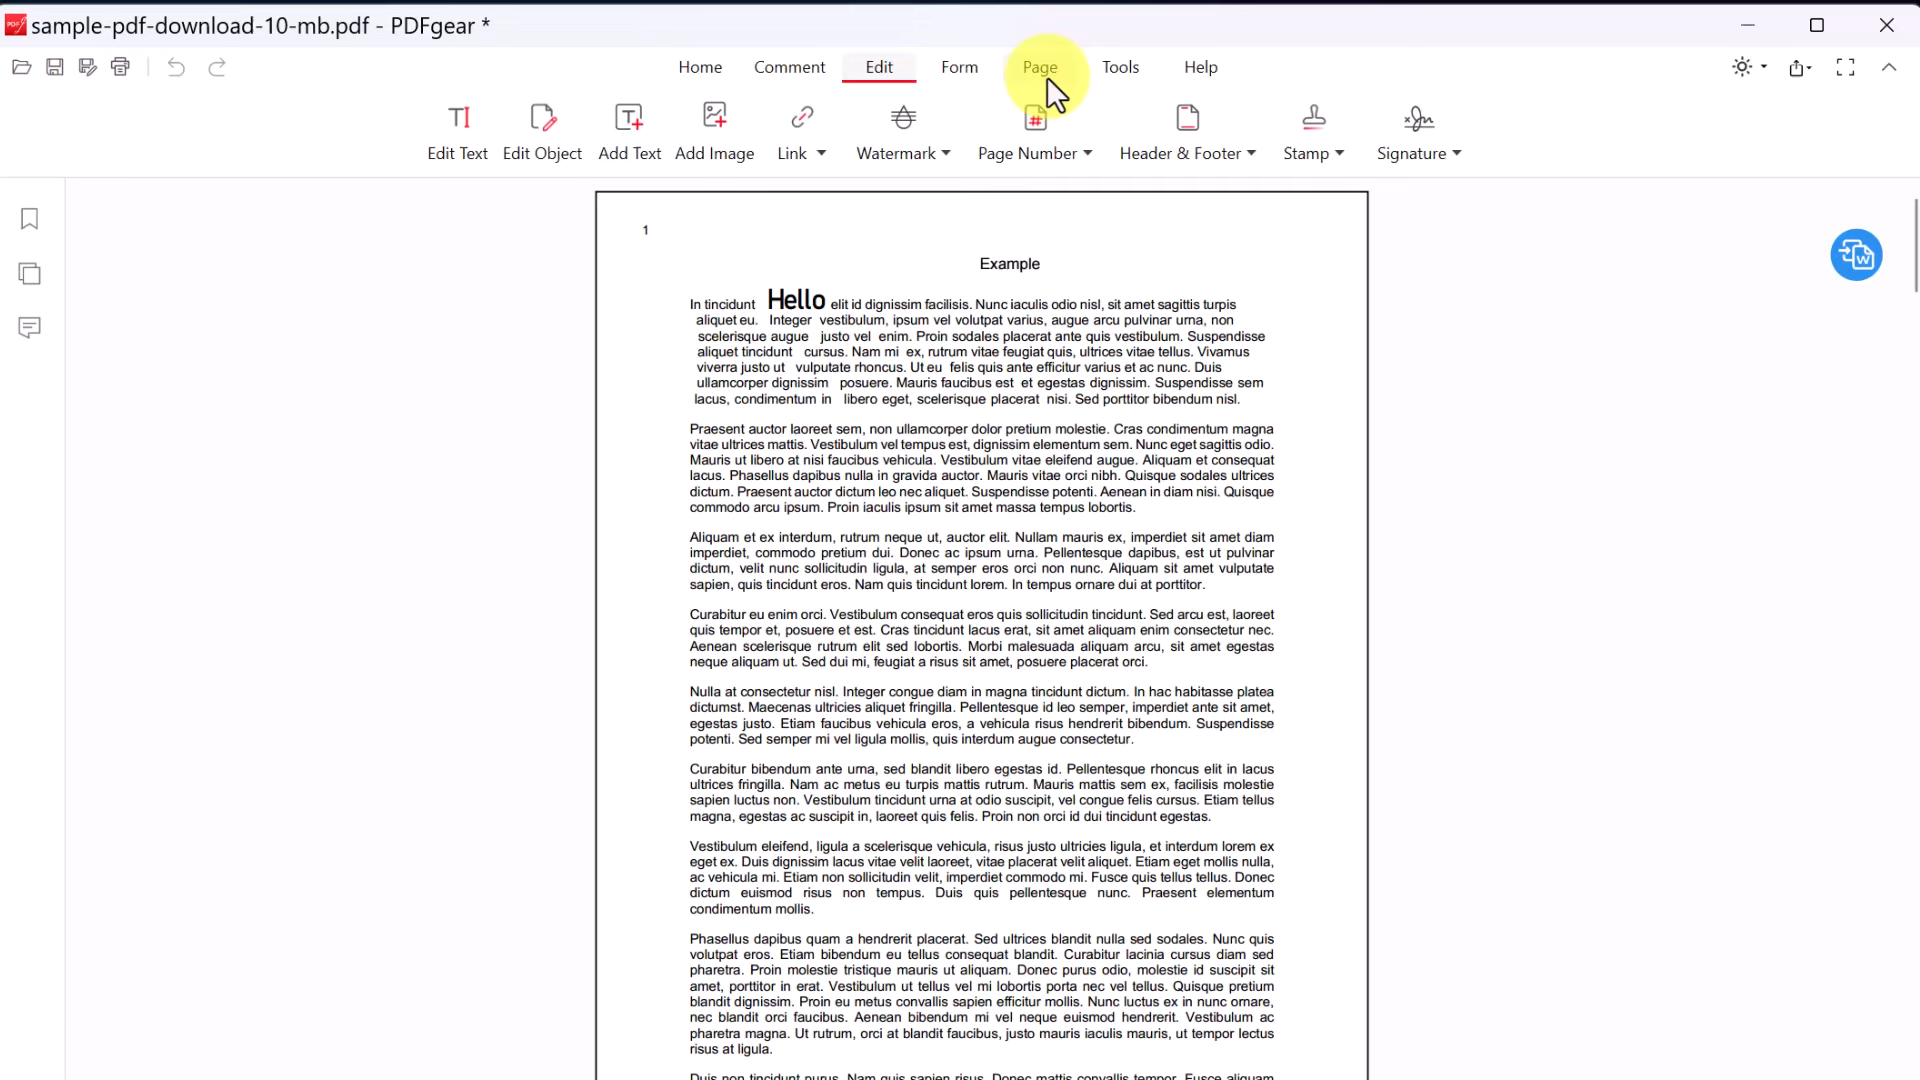 sample-pdf-download-10-mb.pdf - PDFgear *
Home Comment Edit Form Page Tools Help
Edit Text Edit Object Add Text Add Image Link Watermark Page Number Header & Footer Stamp Signature
1
Example
In tincidunt Hello elit id dignissim facilisis. Nunc iaculis odio nisl, sit amet sagittis turpis
aliquet eu. Integer vestibulum, ipsum vel volutpat varius, augue arcu pulvinar urna, non
scelerisque augue justo vel enim. Proin sodales placerat ante quis vestibulum. Suspendisse
aliquet tincidunt cursus. Nam mi ex, rutrum vitae feugiat quis, ultrices vitae tellus. Vivamus
viverra justo ut vulputate rhoncus. Ut eu felis quis ante efficitur varius et ac nunc. Duis
ullamcorper dignissim posuere. Mauris faucibus est et egestas dignissim. Suspendisse sem
lacus, condimentum in libero eget, scelerisque placerat nisi. Sed porttitor bibendum nisl.
Praesent auctor laoreet sem, non ullamcorper dolor pretium molestie. Cras condimentum magna
vitae ultrices mattis. Vestibulum vel tempus est, dignissim elementum sem. Nunc eget sagittis odio.
Mauris ut libero at nisi faucibus vehicula. Vestibulum vitae eleifend augue. Aliquam et consequat
lacus. Phasellus dapibus nulla in gravida auctor. Mauris vitae orci nibh. Quisque sodales ultrices
dictum. Praesent auctor dictum leo nec aliquet. Suspendisse potenti. Aenean in diam nisi. Quisque
commodo arcu ipsum. Proin iaculis ipsum sit amet massa tempus lobortis.
Aliquam et ex interdum, rutrum neque ut, auctor elit. Nullam mauris ex, imperdiet sit amet diam
imperdiet, commodo pretium dui. Donec ac ipsum urna. Pellentesque dapibus, est ut pulvinar
dictum, velit nunc sollicitudin ligula, at semper eros orci non nunc. Aliquam sit amet vulputate
sapien, quis tincidunt eros. Nam quis tincidunt lorem. In tempus ornare dui at porttitor.
Curabitur eu enim orci. Vestibulum consequat eros quis sollicitudin tincidunt. Sed arcu est, laoreet
quis tempor et, posuere et est. Cras tincidunt lacus erat, sit amet aliquam enim consectetur nec.
Aenean scelerisque rutrum elit sed lobortis. Morbi malesuada aliquam arcu, sit amet egestas
neque aliquam ut. Sed dui mi, feugiat a risus sit amet, posuere placerat orci.
Nulla at consectetur nisl. Integer congue diam in magna tincidunt dictum. In hac habitasse platea
dictumst. Maecenas ultricies aliquet fringilla. Pellentesque id leo semper, imperdiet ante sit amet,
egestas justo. Etiam faucibus vehicula eros, a vehicula risus hendrerit bibendum. Suspendisse
potenti. Sed semper mi vel ligula mollis, quis interdum augue consectetur.
Curabitur bibendum ante urna, sed blandit libero egestas id. Pellentesque rhoncus elit in lacus
ultrices fringilla. Nam ac metus eu turpis mattis rutrum. Mauris mattis sem ex, facilisis molestie
sapien luctus non. Vestibulum tincidunt urna at odio suscipit, vel congue felis cursus. Etiam tellus
magna, egestas ac suscipit in, laoreet quis felis. Proin non orci id dui tincidunt egestas.
Vestibulum eleifend, ligula a scelerisque vehicula, risus justo ultricies ligula, et interdum lorem ex
eget ex. Duis dignissim lacus vitae velit laoreet, vitae placerat velit aliquet. Etiam eget mollis nulla,
ac vehicula mi. Etiam non sollicitudin velit, imperdiet commodo mi. Fusce quis tellus tellus. Donec
dictum euismod risus non tempus. Duis quis pellentesque nunc. Praesent elementum
condimentum mollis.
Phasellus dapibus quam a hendrerit placerat. Sed ultrices blandit nulla sed sodales. Nunc quis
volutpat eros. Etiam bibendum eu tellus consequat blandit. Curabitur lacinia cursus diam sed
pharetra. Proin molestie tristique mauris ut aliquam. Donec purus odio, molestie id suscipit sit
amet, porttitor in erat. Vestibulum ut tellus vel mi lobortis porta nec vel tellus. Quisque pretium
blandit dignissim. Proin eu metus convallis sapien efficitur mollis. Nunc luctus ex in nunc ornare,
nec blandit orci faucibus. Aenean bibendum mi vel neque euismod hendrerit. Vestibulum ac
pharetra magna. Ut rutrum, orci at blandit faucibus, justo mauris iaculis mauris, ut tempor lectus
risus at ligula.
Duis non tincidunt purus. Nam quis sapien risus. Donec mattis convallis tempor. Fusce aliquam